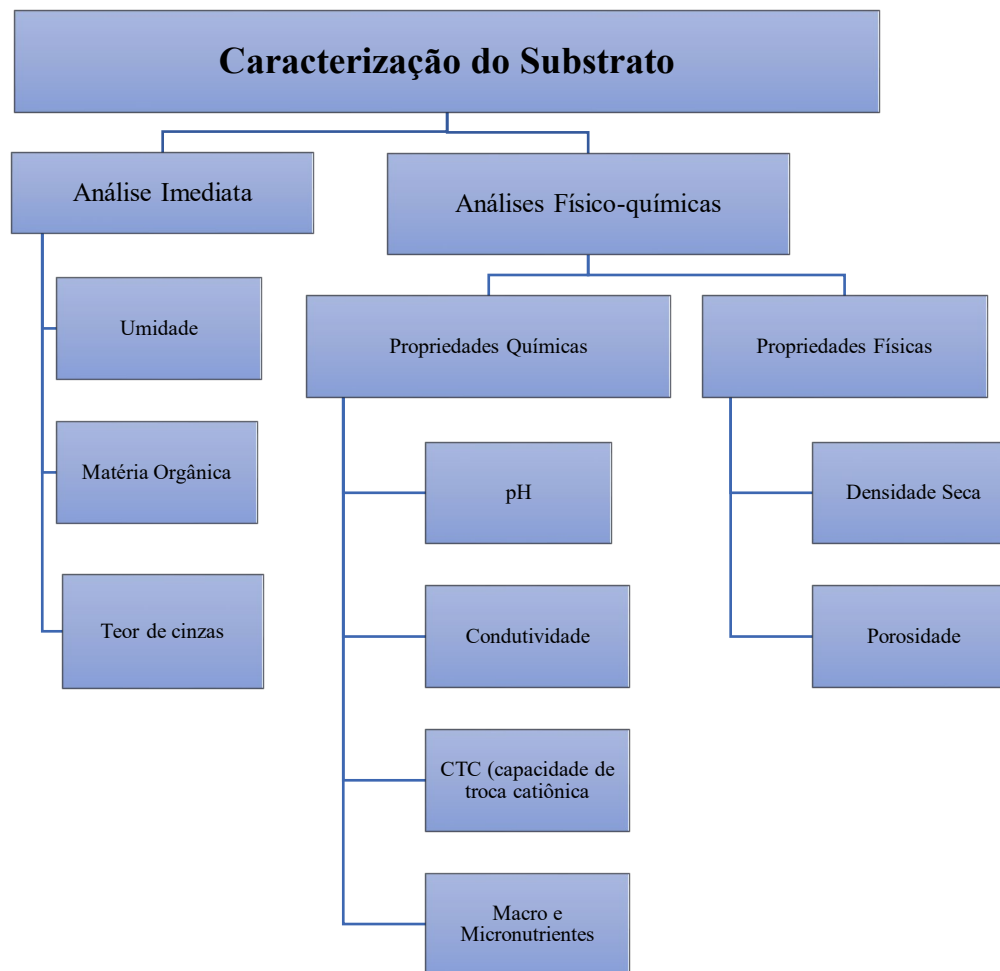 Caracterização do Substrato
Análise Imediata
Umidade
Matéria Orgânica
Teor de cinzas
Análises Físico-químicas
Propriedades Químicas
pH
Condutividade
CTC (capacidade de
troca catiônica
Macro e
Micronutrientes
Propriedades Físicas
Densidade Seca
Porosidade